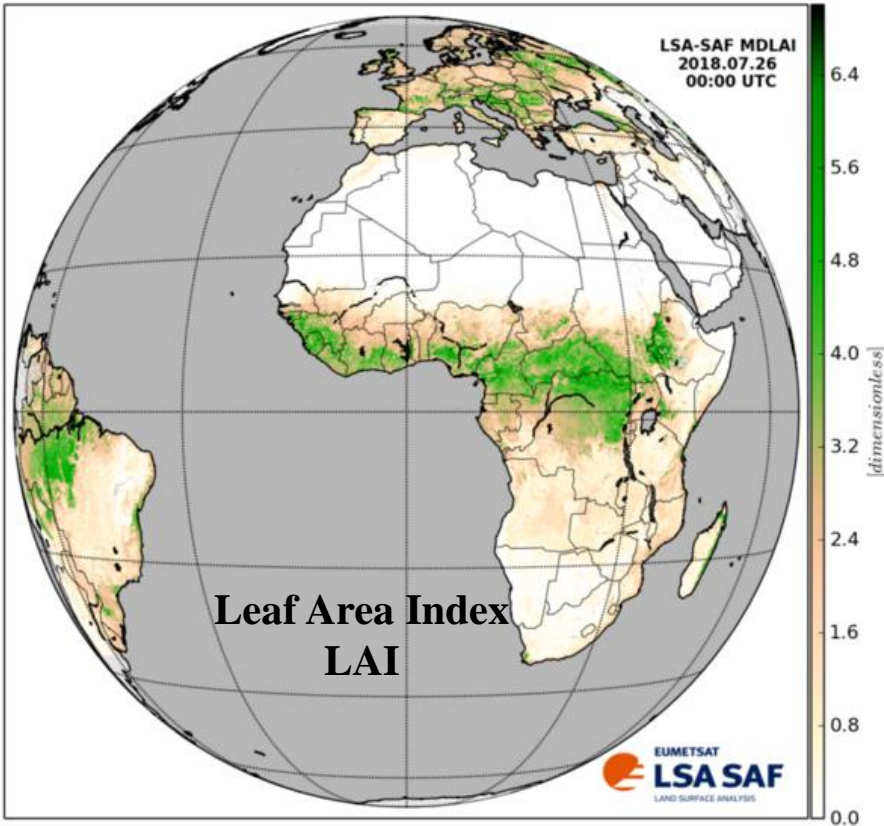 LSA-SAF MDLAI
2018.07.26
00:00 UTC
6.4
5.6
4.8
4.0
3.2
2.4
1.6
0.8
0.0
[dimensionless]
Leaf Area Index
LAI
EUMETSAT
LSA SAF
LAND SURFACE ANALYSIS